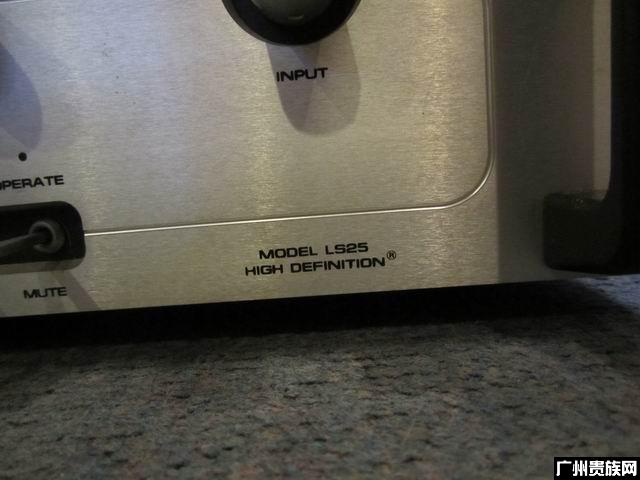 INPUT
OPERATE
MUTE
MODEL LS25
HIGH DEFINITION®
广州贵族网